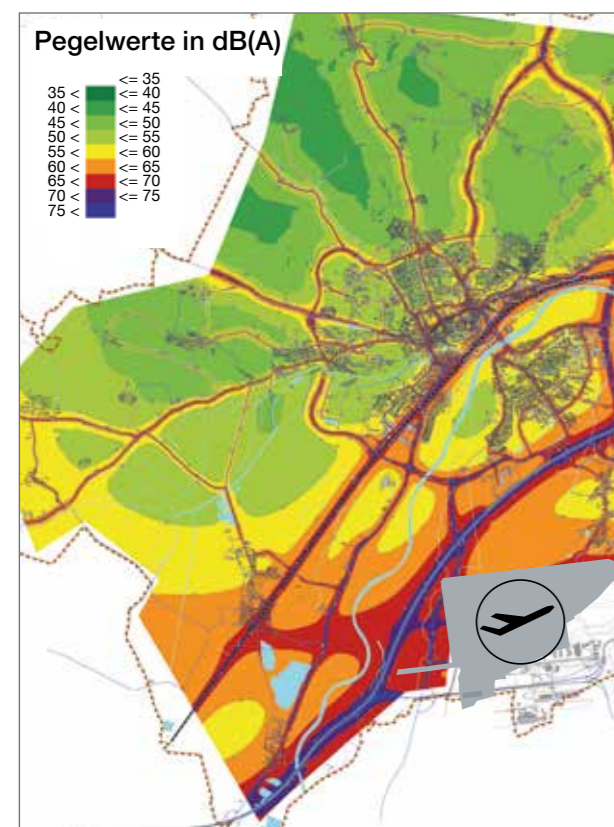 Pegelwerte in dB(A)
<= 35
35 < <= 40
40 < <= 45
45 < <= 50
50 < <= 55
55 < <= 60
60 < <= 65
65 < <= 70
70 < <= 75
75 <